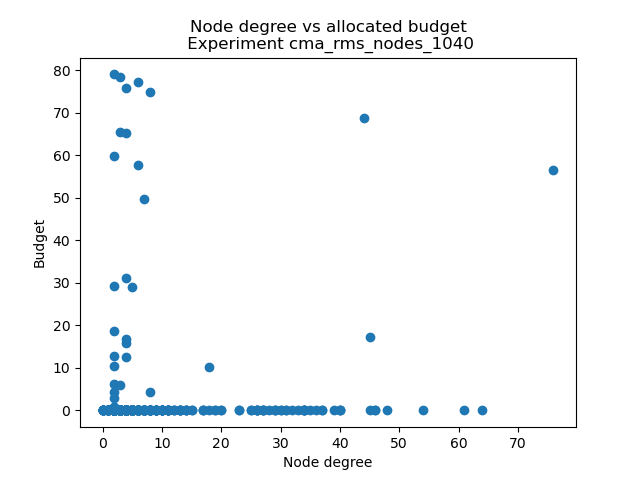 Node degree vs allocated budget
Experiment cma_rms_nodes_1040
80
70
60
50
40
30
20
10
0
Budget
0 10 20 30 40 50 60 70
Node degree